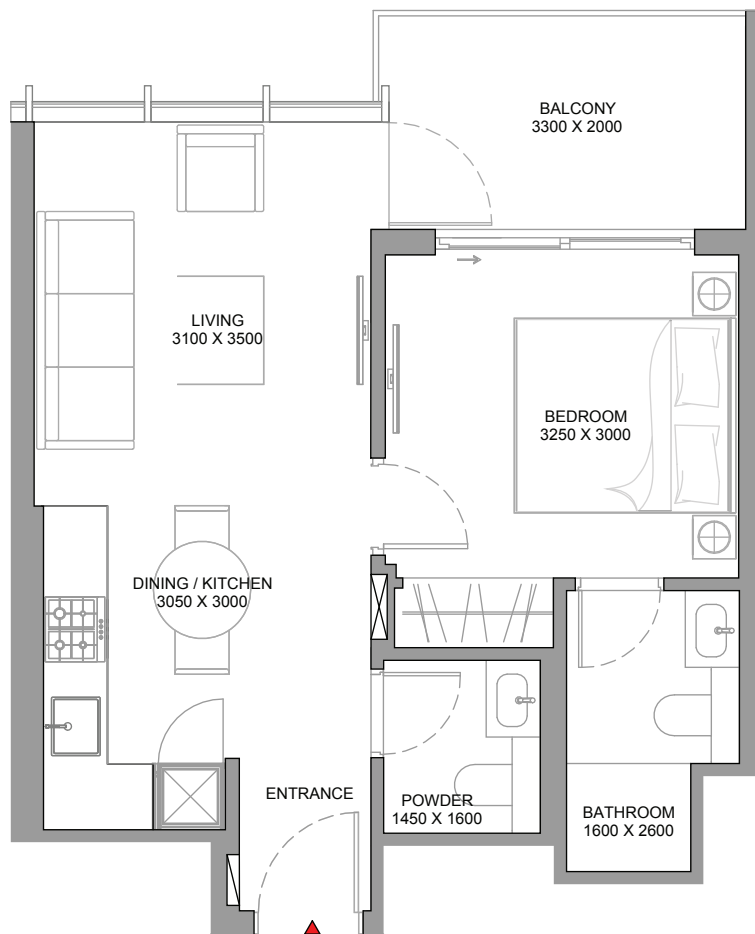 BALCONY
3300 X 2000
LIVING
3100 X 3500
BEDROOM
3250 X 3000
DINING / KITCHEN
3050 X 3000
ENTRANCE
POWDER
1450 X 1600
BATHROOM
1600 X 2600